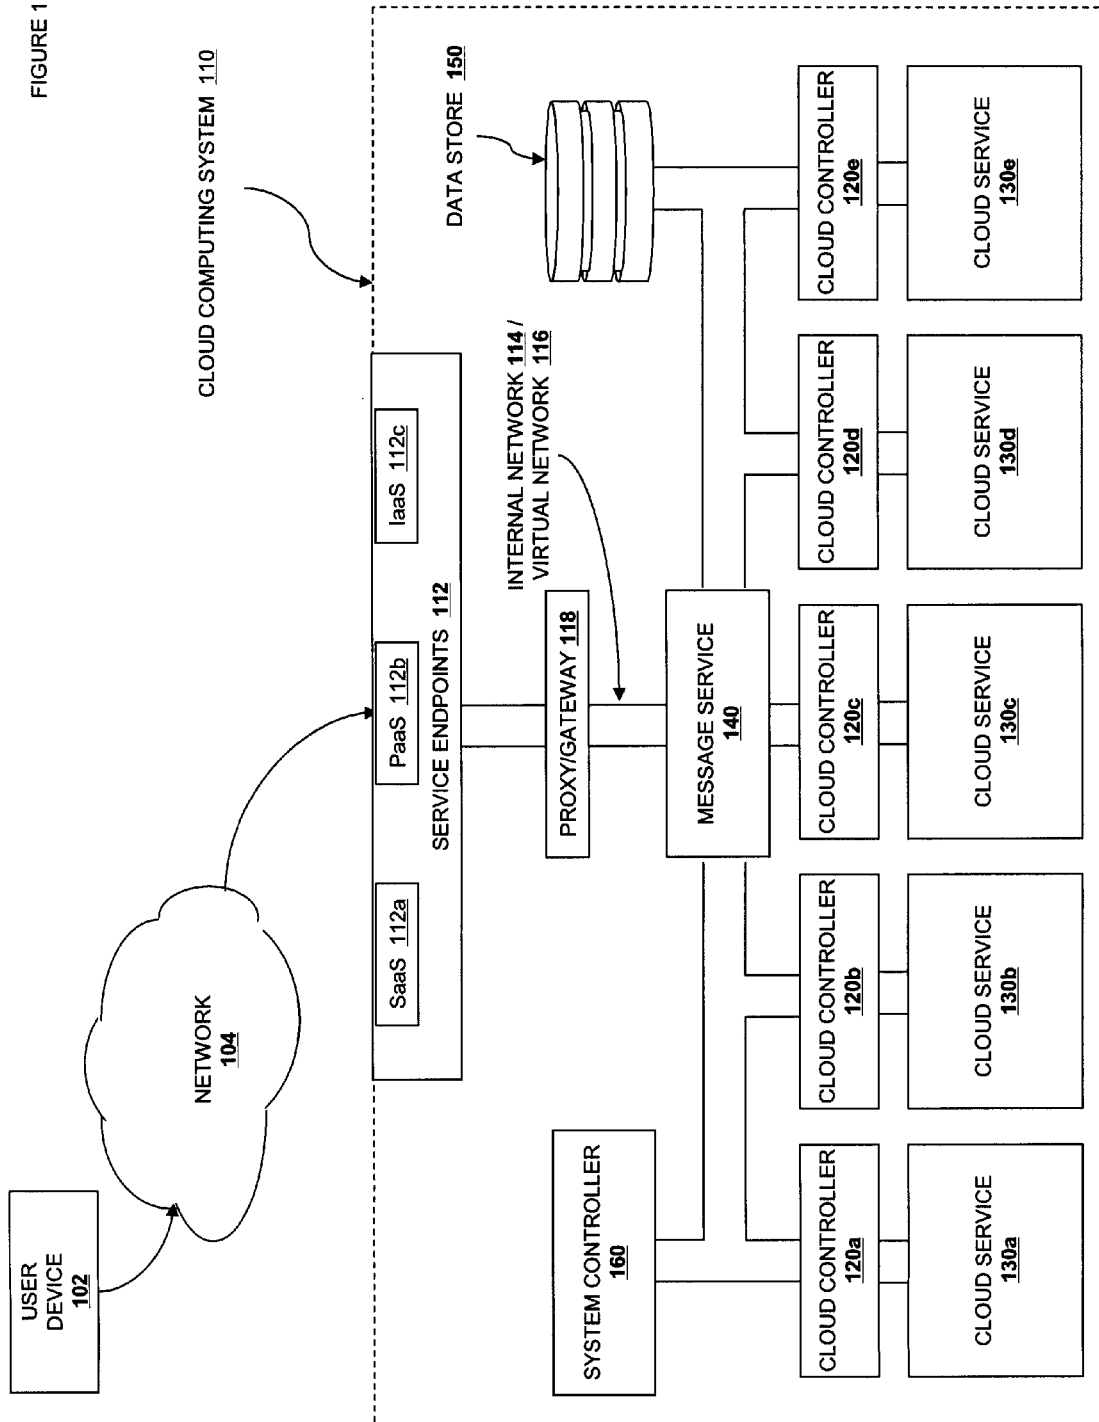 FIGURE 1
USER
DEVICE
102
NETWORK
104
CLOUD COMPUTING SYSTEM 110
SaaS 112a
PaaS 112b
IaaS 112c
SERVICE ENDPOINTS 112
DATA STORE 150
INTERNAL NETWORK 114 /
VIRTUAL NETWORK 116
PROXY/GATEWAY 118
SYSTEM CONTROLLER
160
MESSAGE SERVICE
140
CLOUD CONTROLLER
120a
CLOUD CONTROLLER
120b
CLOUD CONTROLLER
120c
CLOUD CONTROLLER
120d
CLOUD CONTROLLER
120e
CLOUD SERVICE
130a
CLOUD SERVICE
130b
CLOUD SERVICE
130c
CLOUD SERVICE
130d
CLOUD SERVICE
130e